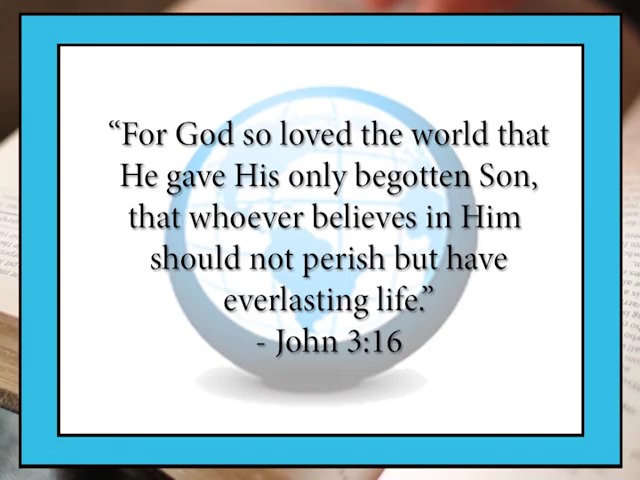 “For God so loved the world that
He gave His only begotten Son,
that whoever believes in Him
should not perish but have
everlasting life.”
- John 3:16